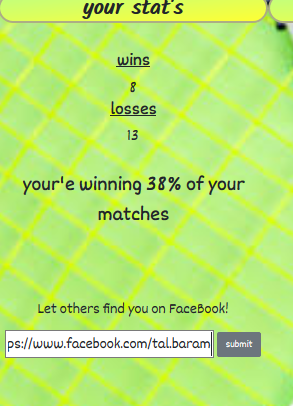 your stat's
wins
8
losses
13
your'e winning 38% of your
matches
Let others find you on FaceBook!
ps://www.facebook.com/tal.baram
submit